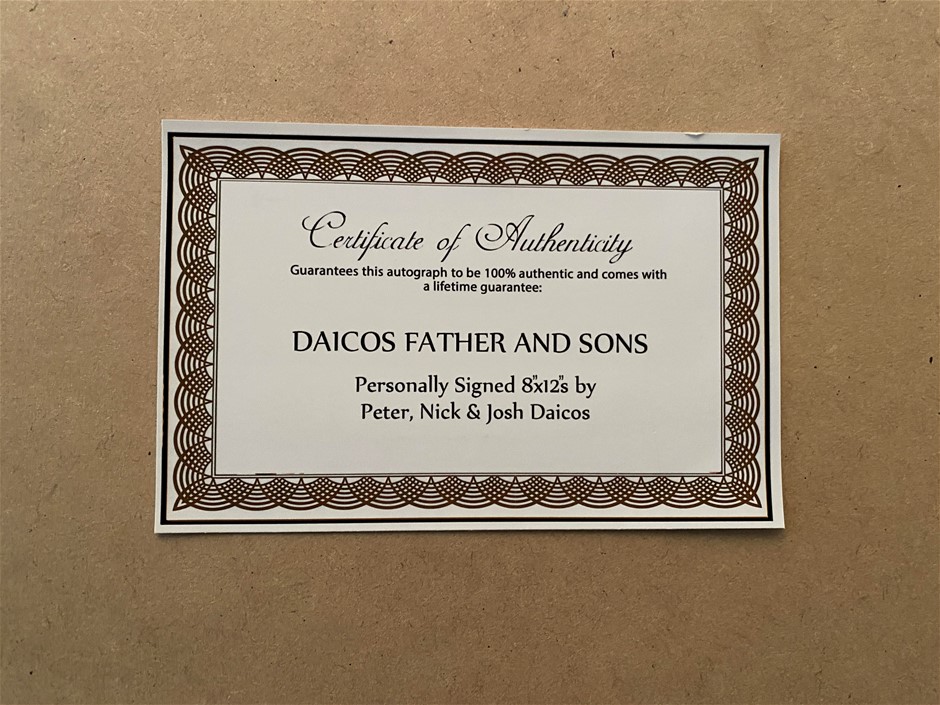 Certificate of Authenticity
Guarantees this autograph to be 100% authentic and comes with
a lifetime guarantee:
DAICOS FATHER AND SONS
Personally Signed 8"x12"s by
Peter, Nick & Josh Daicos